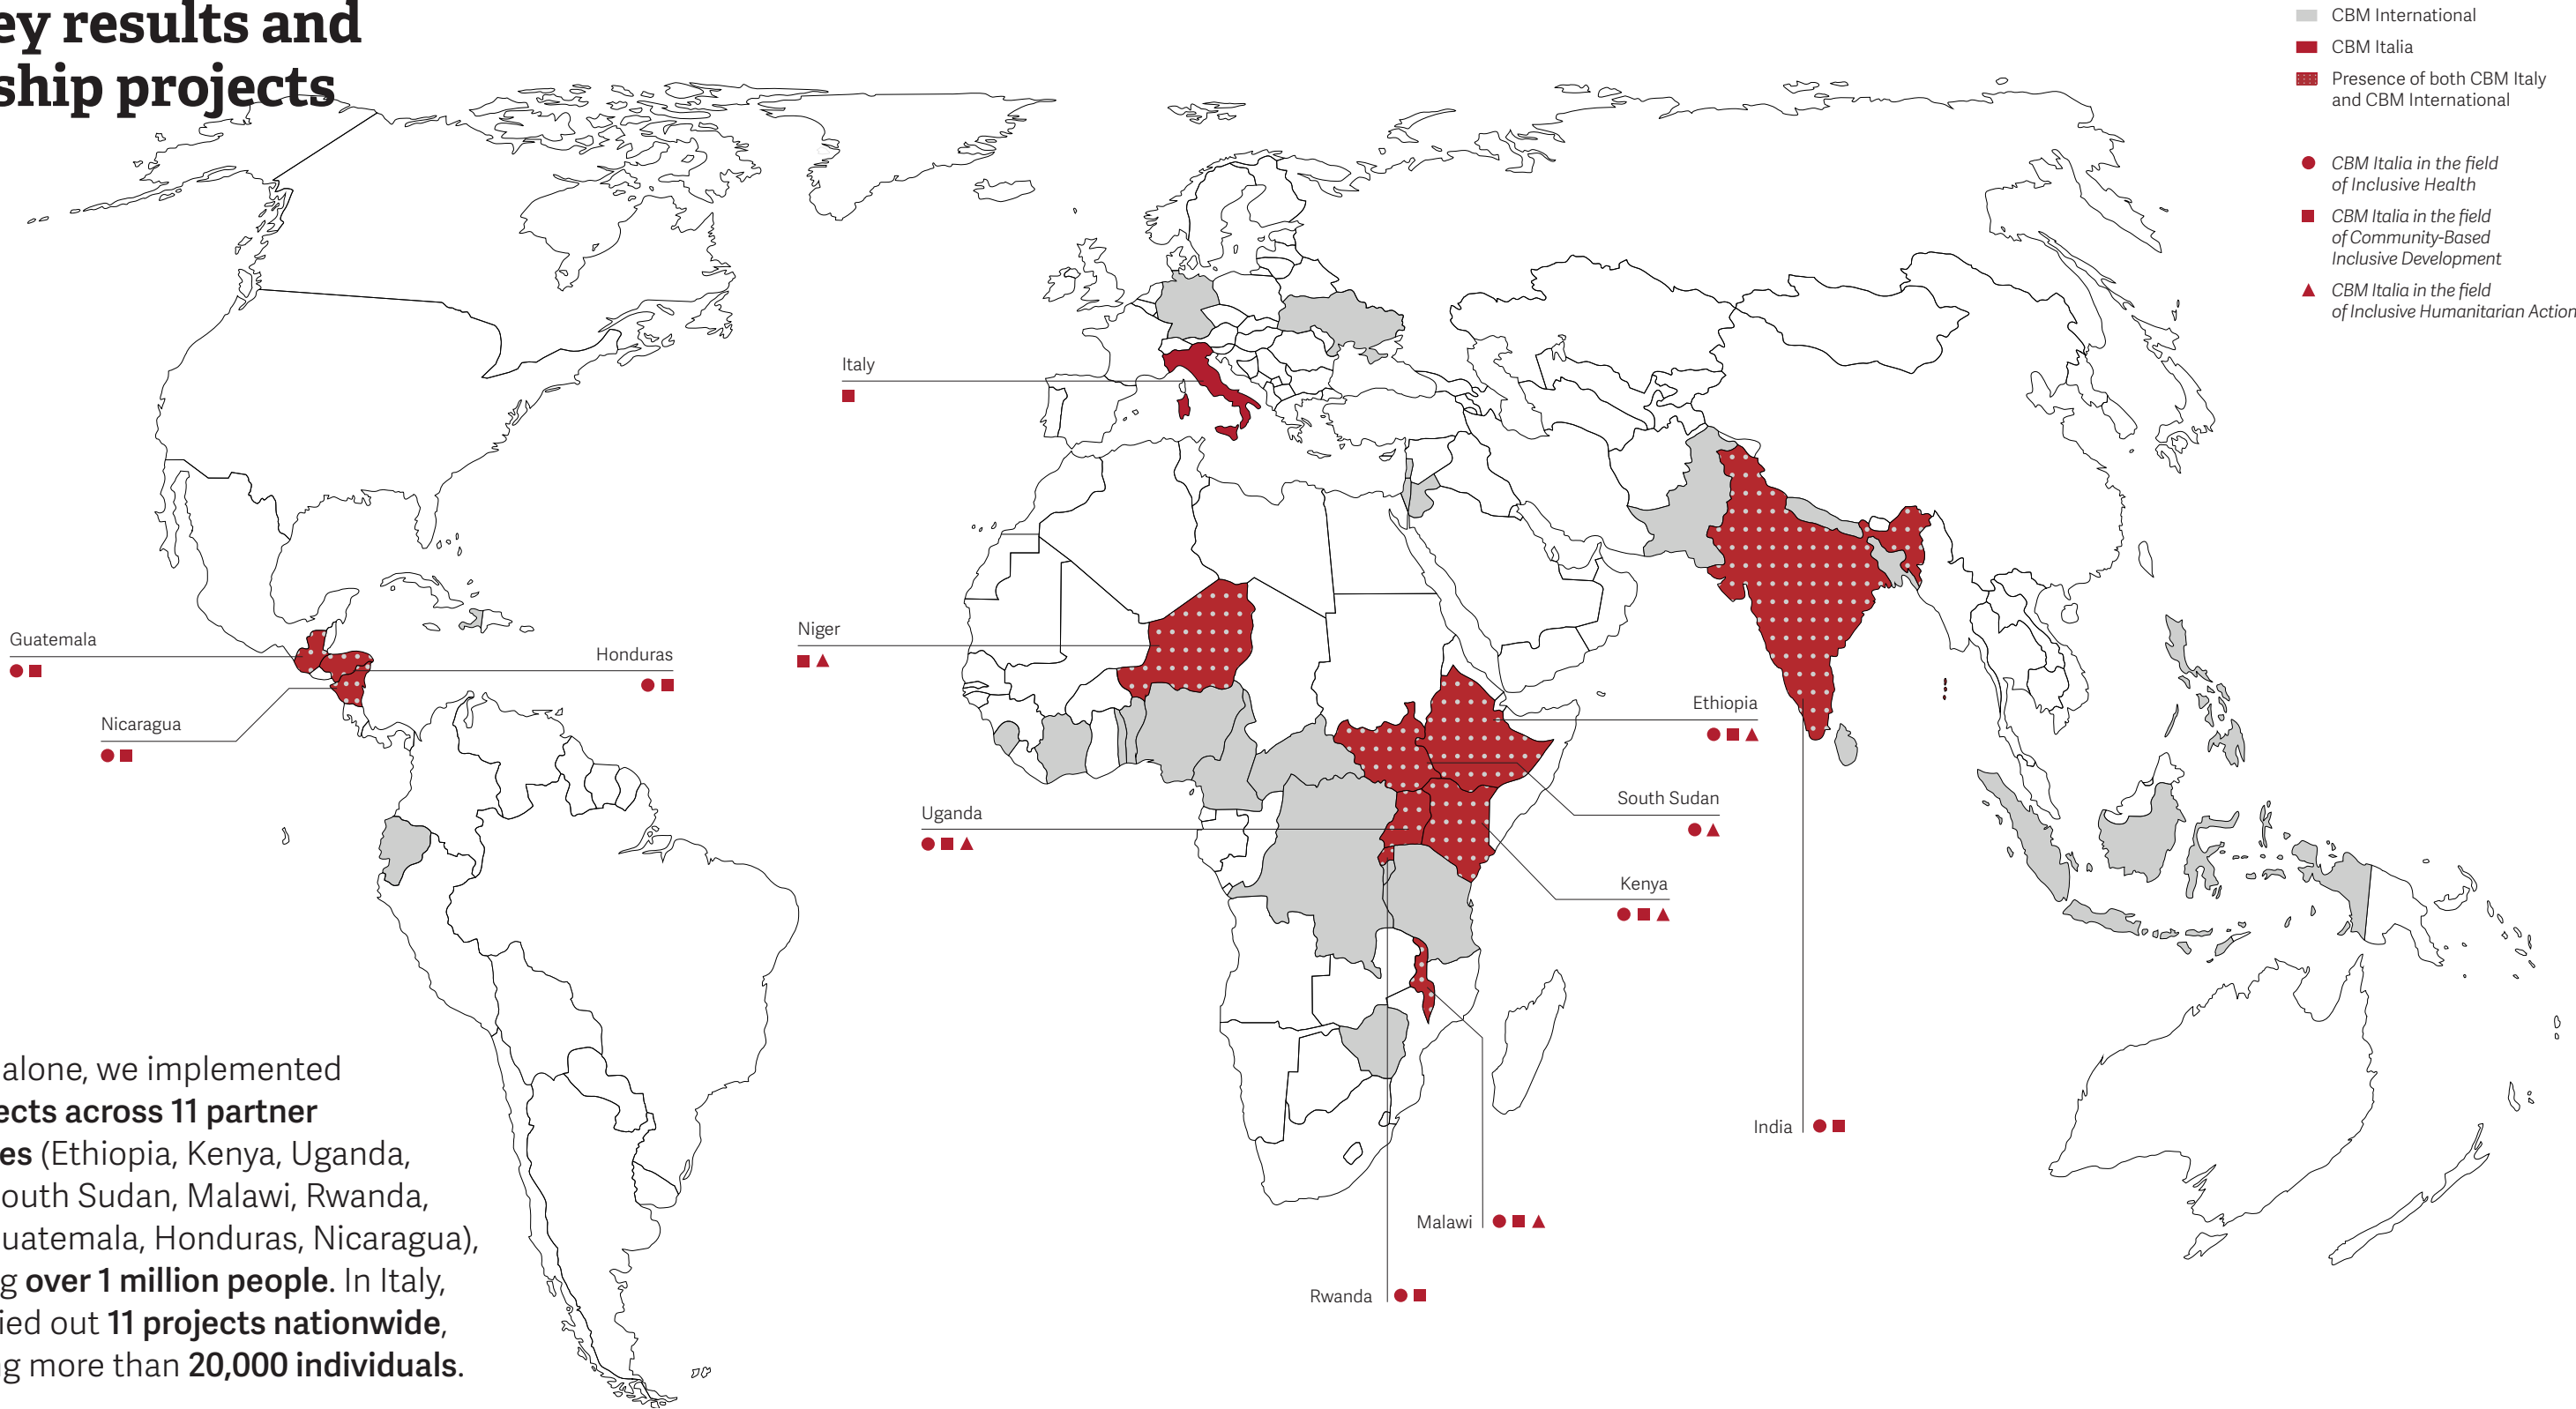 ey results and
ship projects
CBM International
CBM Italia
Presence of both CBM Italy
and CBM International
CBM Italia in the field
of Inclusive Health
CBM Italia in the field
of Community-Based
Inclusive Development
CBM Italia in the field
of Inclusive Humanitarian Action
Italy
Guatemala
Honduras
Nicaragua
Niger
Ethiopia
South Sudan
Uganda
Kenya
India
Malawi
Rwanda
alone, we implemented
ects across 11 partner
es (Ethiopia, Kenya, Uganda,
outh Sudan, Malawi, Rwanda,
uatemala, Honduras, Nicaragua),
g over 1 million people. In Italy,
ied out 11 projects nationwide,
g more than 20,000 individuals.